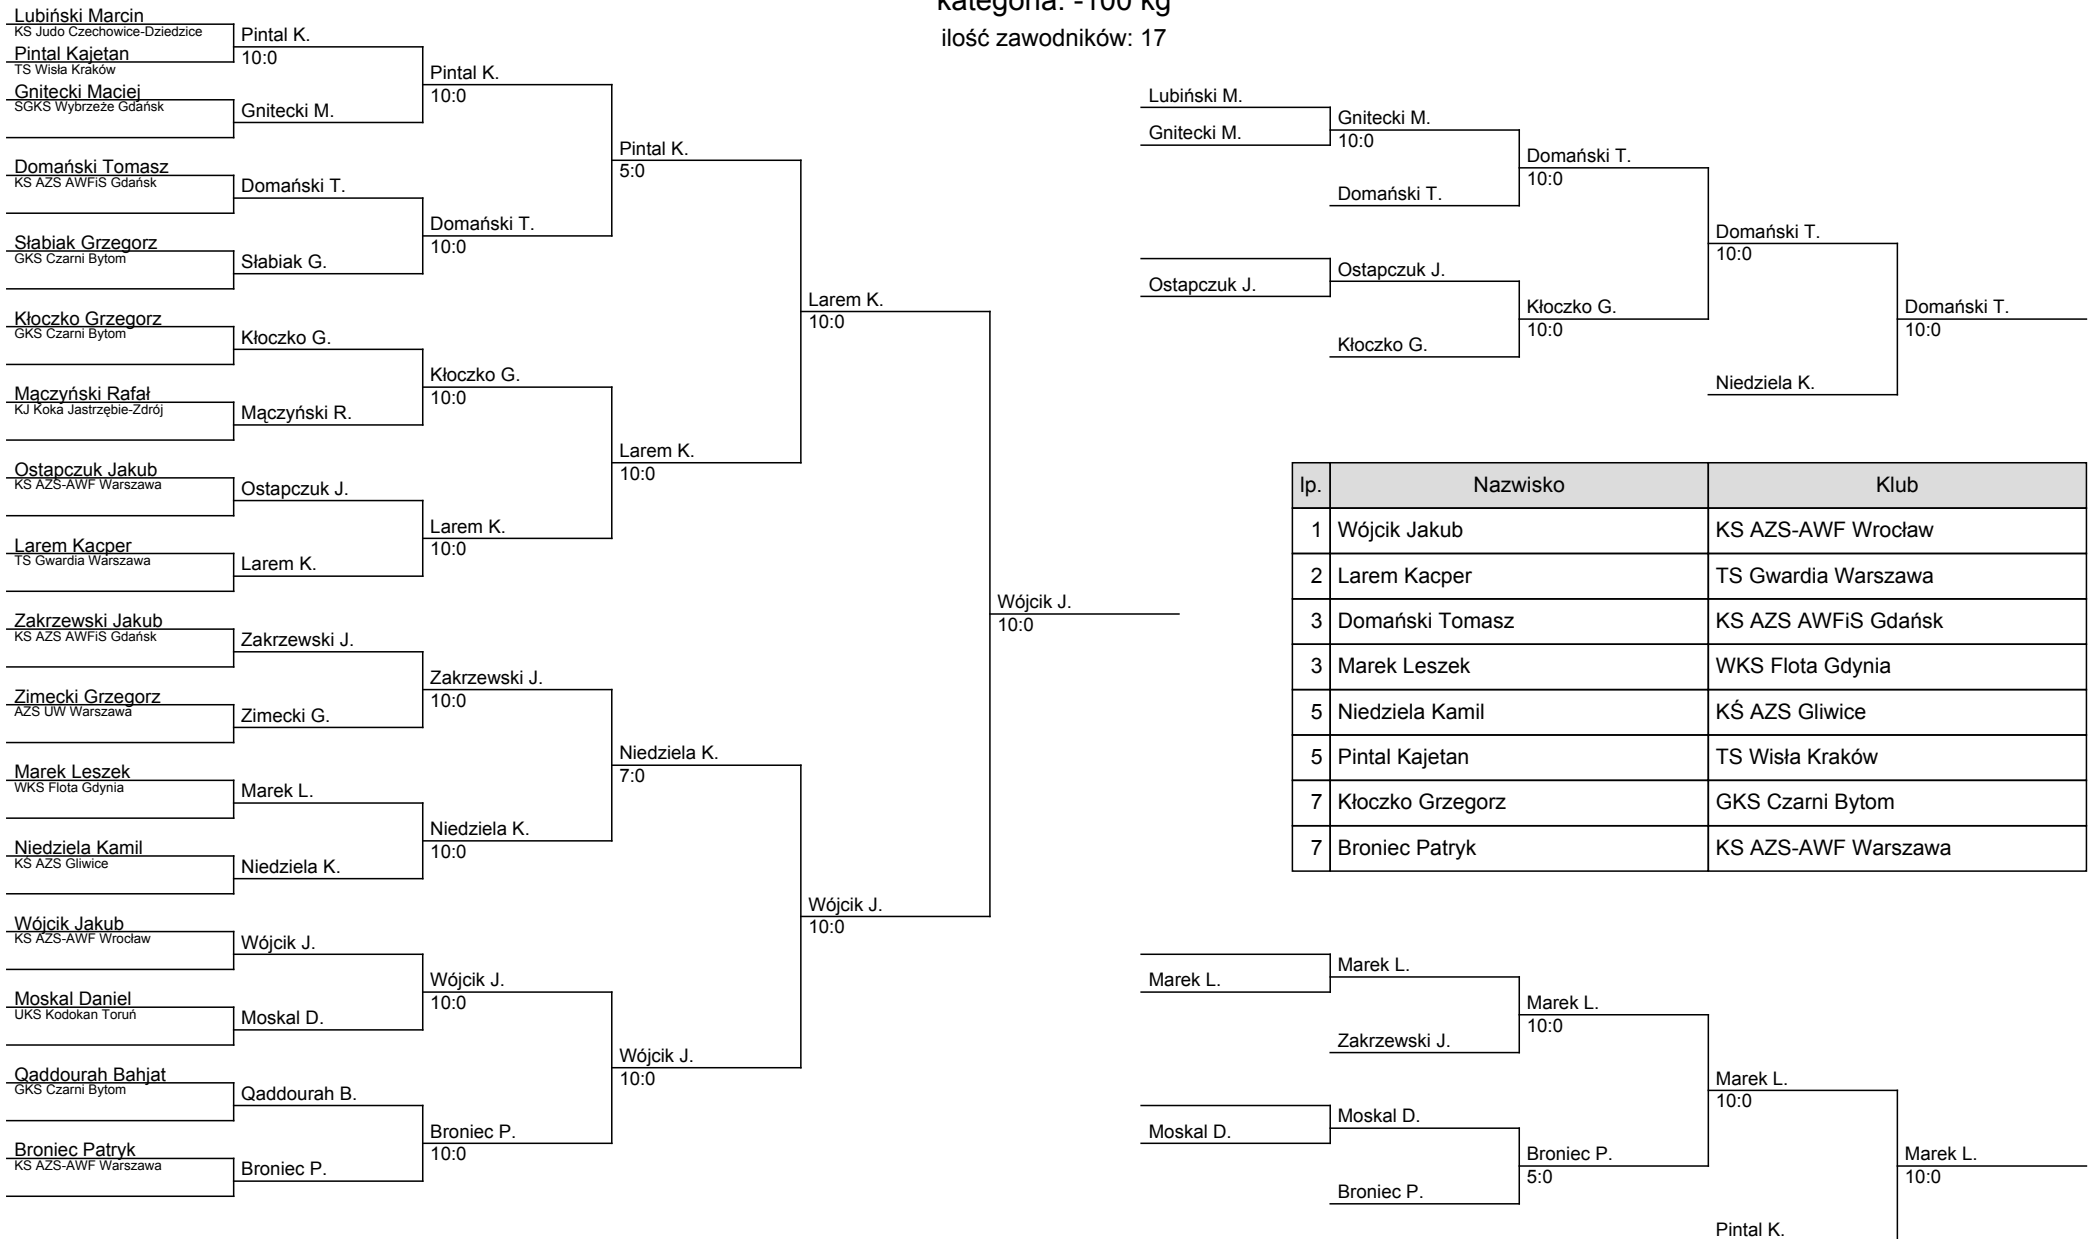 kategoria: -100 kg
ilość zawodników: 17
Lubiński Marcin
KS Judo Czechowice-Dziedzice
Pintal Kajetan
TS Wisła Kraków
Gnitecki Maciej
SGKS Wybrzeże Gdańsk
Domański Tomasz
KS AZS AWFiS Gdańsk
Słabiak Grzegorz
GKS Czarni Bytom
Kłoczko Grzegorz
GKS Czarni Bytom
Mączyński Rafał
KJ Koka Jastrzębie-Zdrój
Ostapczuk Jakub
KS AZS-AWF Warszawa
Larem Kacper
TS Gwardia Warszawa
Zakrzewski Jakub
KS AZS AWFiS Gdańsk
Zimecki Grzegorz
AZS UW Warszawa
Marek Leszek
WKS Flota Gdynia
Niedziela Kamil
KŚ AZS Gliwice
Wójcik Jakub
KS AZS-AWF Wrocław
Moskal Daniel
UKS Kodokan Toruń
Qaddourah Bahjat
GKS Czarni Bytom
Broniec Patryk
KS AZS-AWF Warszawa
Pintal K.
10:0
Gnitecki M.
Domański T.
Słabiak G.
Kłoczko G.
Mączyński R.
Ostapczuk J.
Larem K.
Zakrzewski J.
Zimecki G.
Marek L.
Niedziela K.
Wójcik J.
Moskal D.
Qaddourah B.
Broniec P.
Pintal K.
10:0
Domański T.
10:0
Kłoczko G.
10:0
Larem K.
10:0
Zakrzewski J.
10:0
Niedziela K.
10:0
Wójcik J.
10:0
Broniec P.
10:0
Pintal K.
5:0
Larem K.
10:0
Niedziela K.
7:0
Wójcik J.
10:0
Larem K.
10:0
Wójcik J.
10:0
Wójcik J.
10:0
Lubiński M.
Gnitecki M.
Ostapczuk J.
Gnitecki M.
10:0
Domański T.
Ostapczuk J.
Kłoczko G.
Domański T.
10:0
Kłoczko G.
10:0
Domański T.
10:0
Niedziela K.
Domański T.
10:0
lp. Nazwisko Klub
1 Wójcik Jakub KS AZS-AWF Wrocław
2 Larem Kacper TS Gwardia Warszawa
3 Domański Tomasz KS AZS AWFiS Gdańsk
3 Marek Leszek WKS Flota Gdynia
5 Niedziela Kamil KŚ AZS Gliwice
5 Pintal Kajetan TS Wisła Kraków
7 Kłoczko Grzegorz GKS Czarni Bytom
7 Broniec Patryk KS AZS-AWF Warszawa
Marek L.
Moskal D.
Marek L.
Zakrzewski J.
Moskal D.
Broniec P.
Marek L.
10:0
Broniec P.
5:0
Marek L.
10:0
Pintal K.
Marek L.
10:0